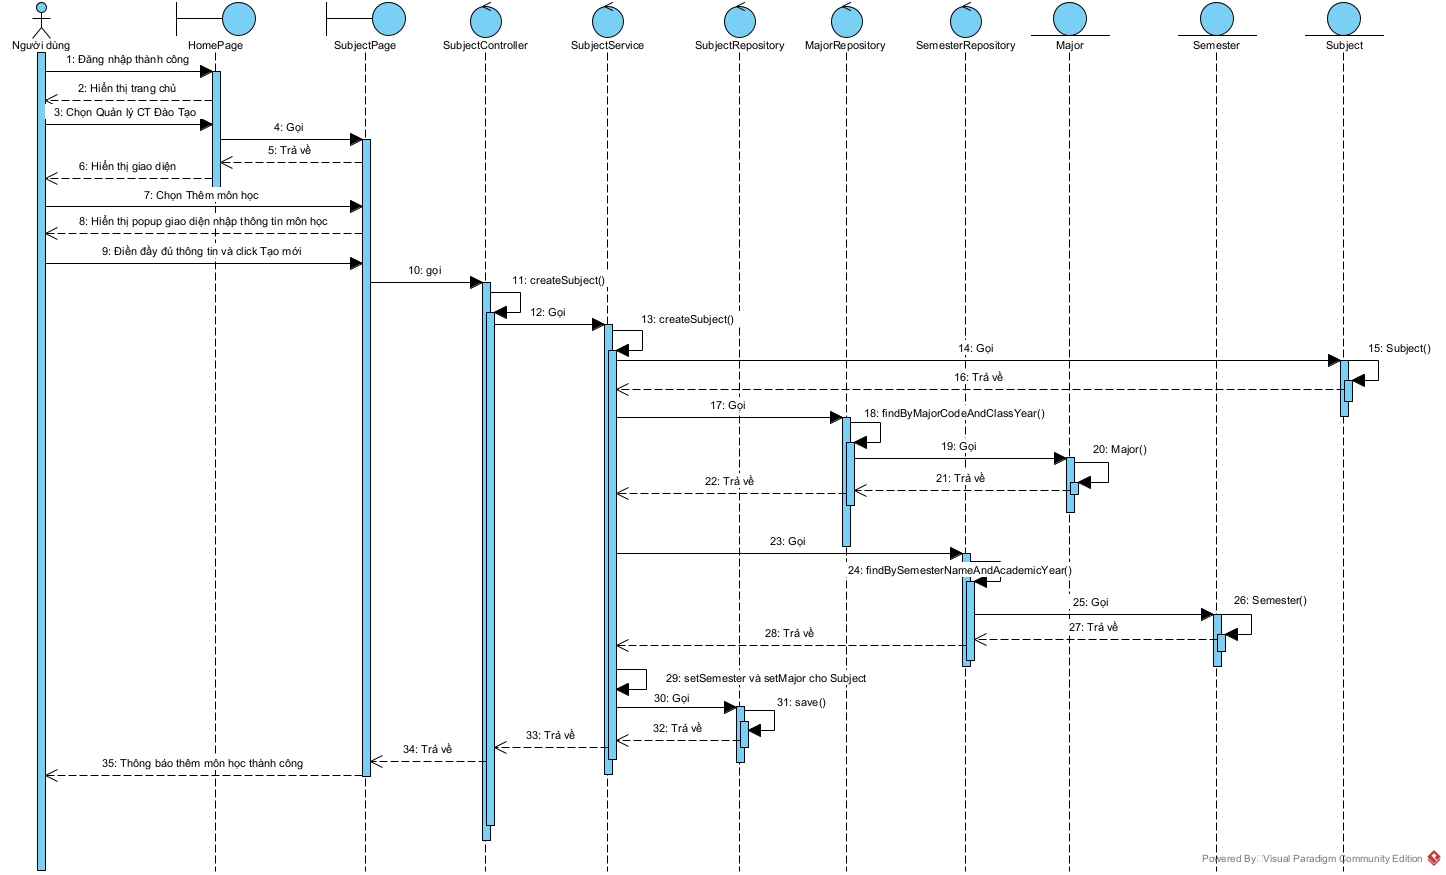 Người dùng
HomePage
SubjectPage
SubjectController
SubjectService
SubjectRepository
MajorRepository
SemesterRepository
Major
Semester
Subject
1: Đăng nhập thành công
2: Hiển thị trang chủ
3: Chọn Quản lý CT Đào Tạo
4: Gọi
5: Trả về
6: Hiển thị giao diện
7: Chọn Thêm môn học
8: Hiển thị popup giao diện nhập thông tin môn học
9: Điền đầy đủ thông tin và click Tạo mới
10: gọi
11: createSubject()
12: Gọi
13: createSubject()
14: Gọi
15: Subject()
16: Trả về
17: Gọi
18: findByMajorCodeAndClassYear()
19: Gọi
20: Major()
21: Trả về
22: Trả về
23: Gọi
24: findBySemesterNameAndAcademicYear()
25: Gọi
26: Semester()
27: Trả về
28: Trả về
29: setSemester và setMajor cho Subject
30: Gọi
31: save()
32: Trả về
33: Trả về
34: Trả về
35: Thông báo thêm môn học thành công
Powered By Visual Paradigm Community Edition